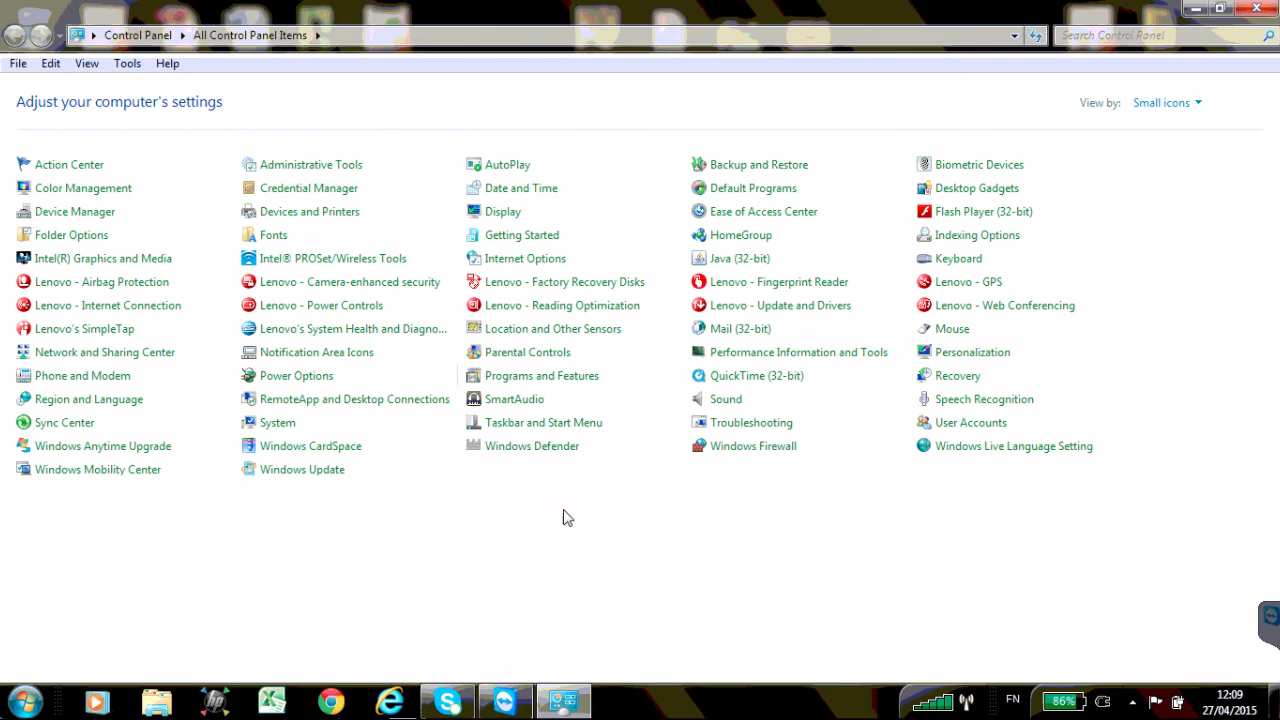 Control Panel All Control Panel Items
Search Control Panel
File Edit View Tools Help
Adjust your computer's settings
View by: Small icons
Action Center Administrative Tools AutoPlay Backup and Restore Biometric Devices
Color Management Credential Manager Date and Time Default Programs Desktop Gadgets
Device Manager Devices and Printers Display Ease of Access Center Flash Player (32-bit)
Folder Options Fonts Getting Started HomeGroup Indexing Options
Intel(R) Graphics and Media Intel® PROSet/Wireless Tools Internet Options Java (32-bit) Keyboard
Lenovo - Airbag Protection Lenovo - Camera-enhanced security Lenovo - Factory Recovery Disks Lenovo - Fingerprint Reader Lenovo - GPS
Lenovo - Internet Connection Lenovo - Power Controls Lenovo - Reading Optimization Lenovo - Update and Drivers Lenovo - Web Conferencing
Lenovo's SimpleTap Lenovo's System Health and Diagno... Location and Other Sensors Mail (32-bit) Mouse
Network and Sharing Center Notification Area Icons Parental Controls Performance Information and Tools Personalization
Phone and Modem Power Options Programs and Features QuickTime (32-bit) Recovery
Region and Language RemoteApp and Desktop Connections SmartAudio Sound Speech Recognition
Sync Center System Taskbar and Start Menu Troubleshooting User Accounts
Windows Anytime Upgrade Windows CardSpace Windows Defender Windows Firewall Windows Live Language Setting
Windows Mobility Center Windows Update
EN 86% 12:09
27/04/2015